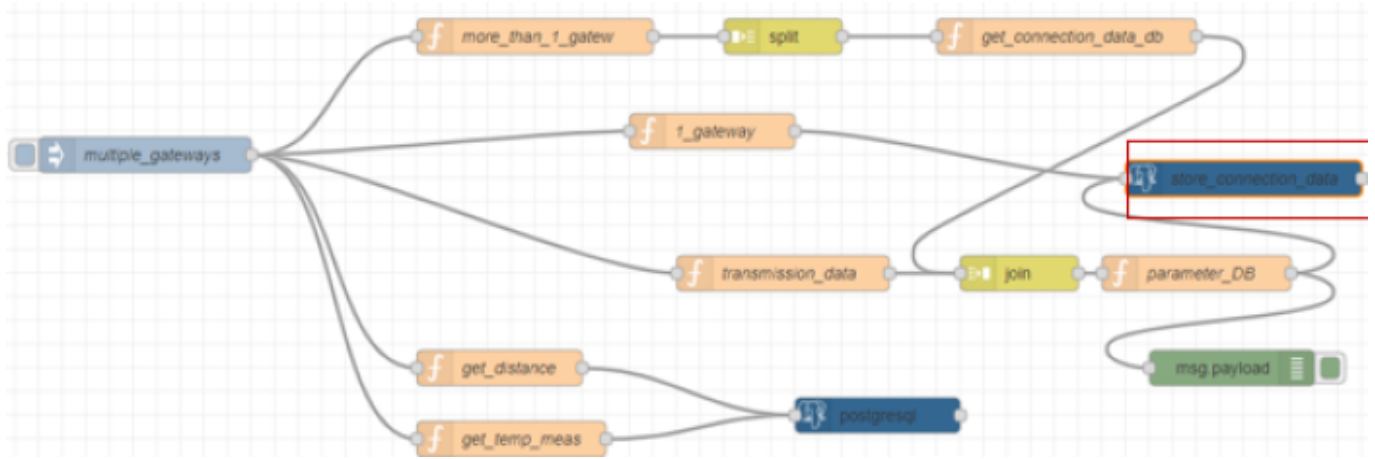 more_than_1_gatew
split
get_connection_data_db
1_gateway
multiple_gateways
store_connection_data
transmission_data
join
parameter_DB
get_distance
msg.payload
postgresql
get_temp_meas